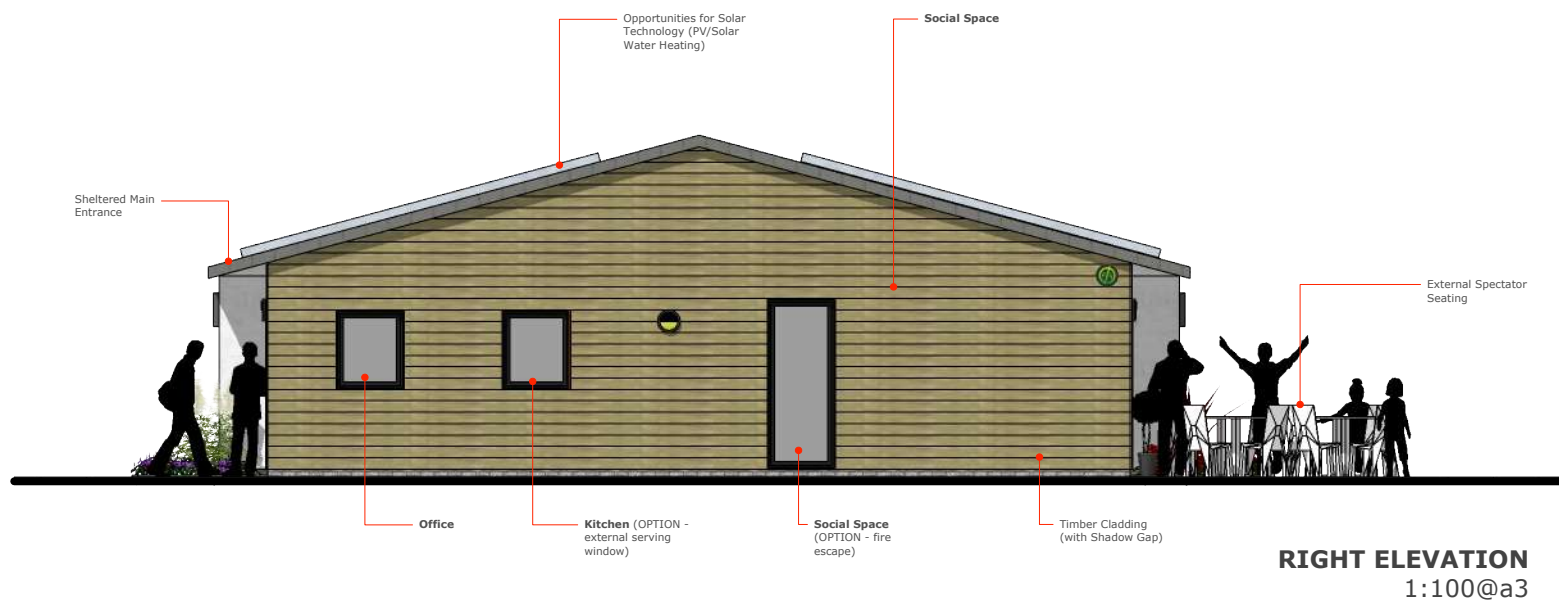 Opportunities for Solar
Technology (PV/Solar
Water Heating)
Social Space
Sheltered Main
Entrance
External Spectator
Seating
Office
Kitchen (OPTION -
external serving
window)
Social Space
(OPTION - fire
escape)
Timber Cladding
(with Shadow Gap)
RIGHT ELEVATION
1:100@a3